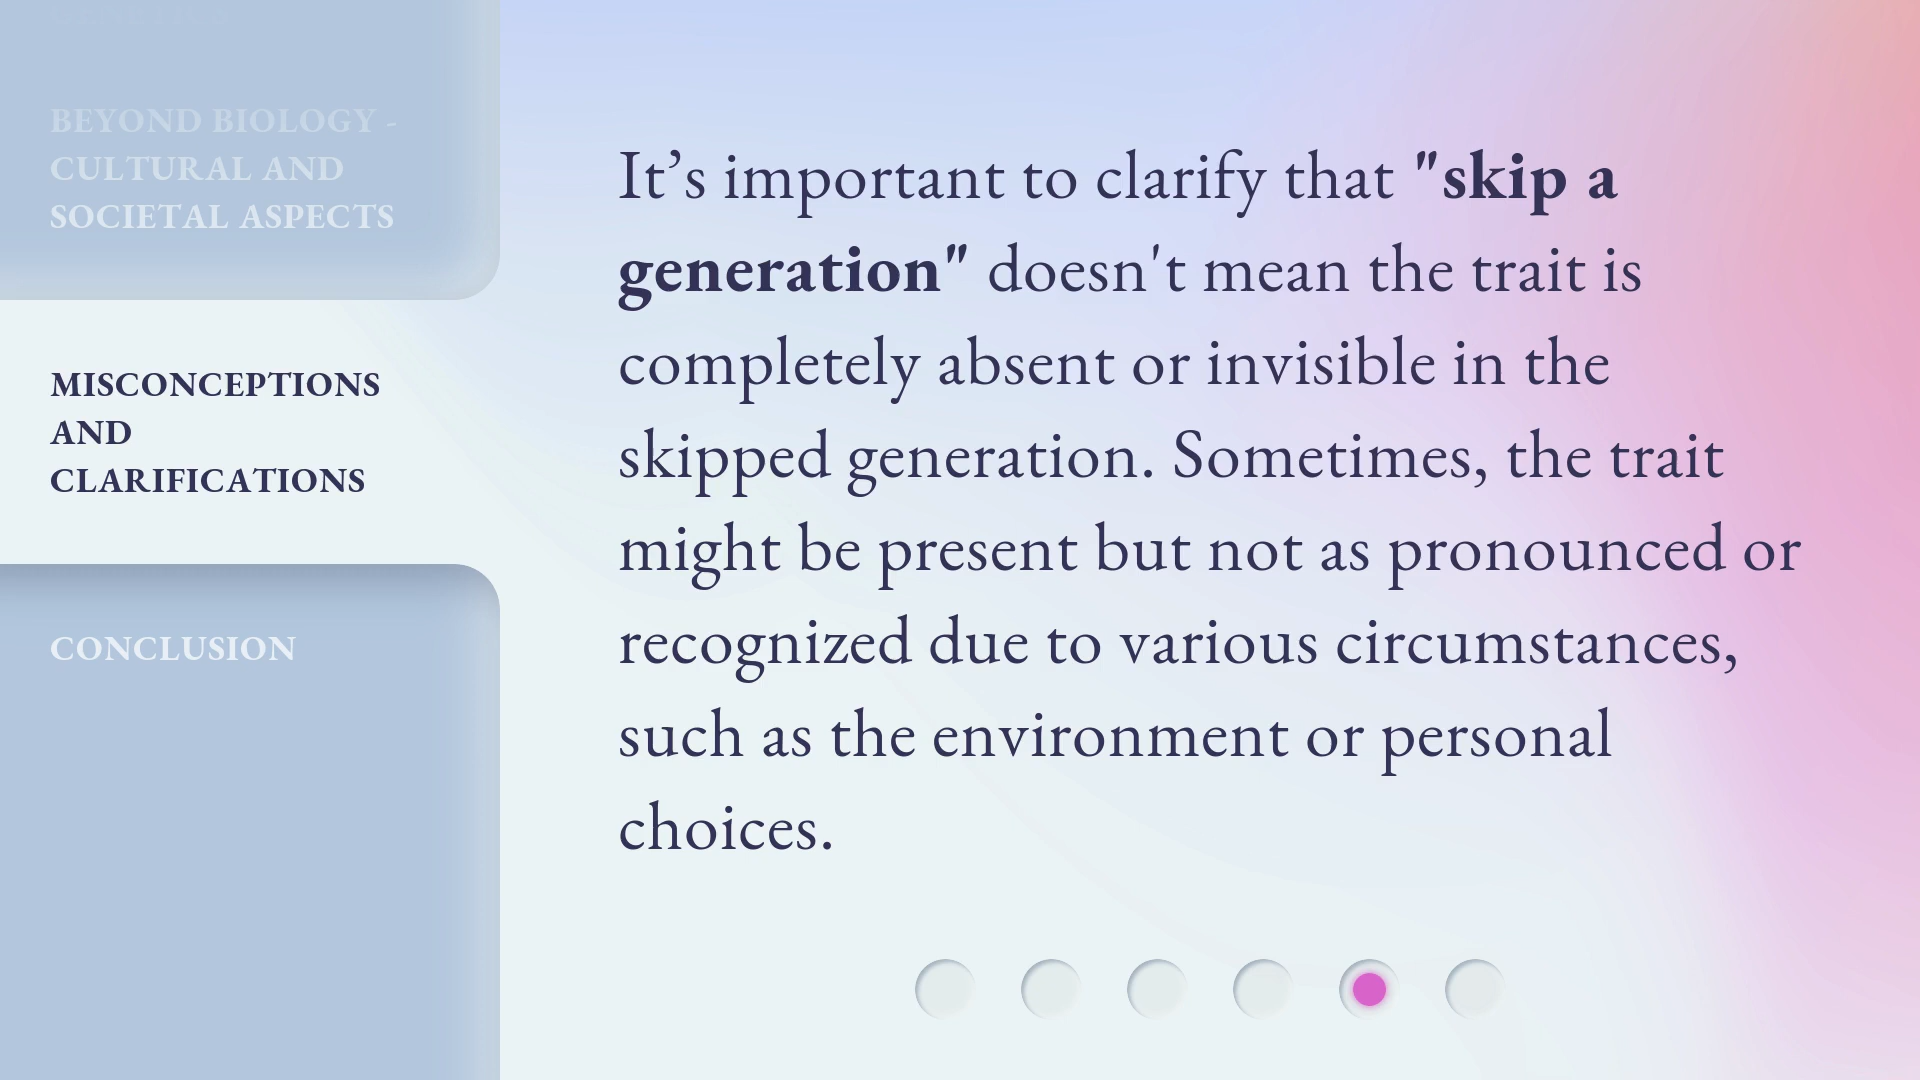 BEYOND BIOLOGY -
CULTURAL AND
SOCIETAL ASPECTS
MISCONCEPTIONS
AND
CLARIFICATIONS
CONCLUSION
It’s important to clarify that "skip a
generation" doesn't mean the trait is
completely absent or invisible in the
skipped generation. Sometimes, the trait
might be present but not as pronounced or
recognized due to various circumstances,
such as the environment or personal
choices.